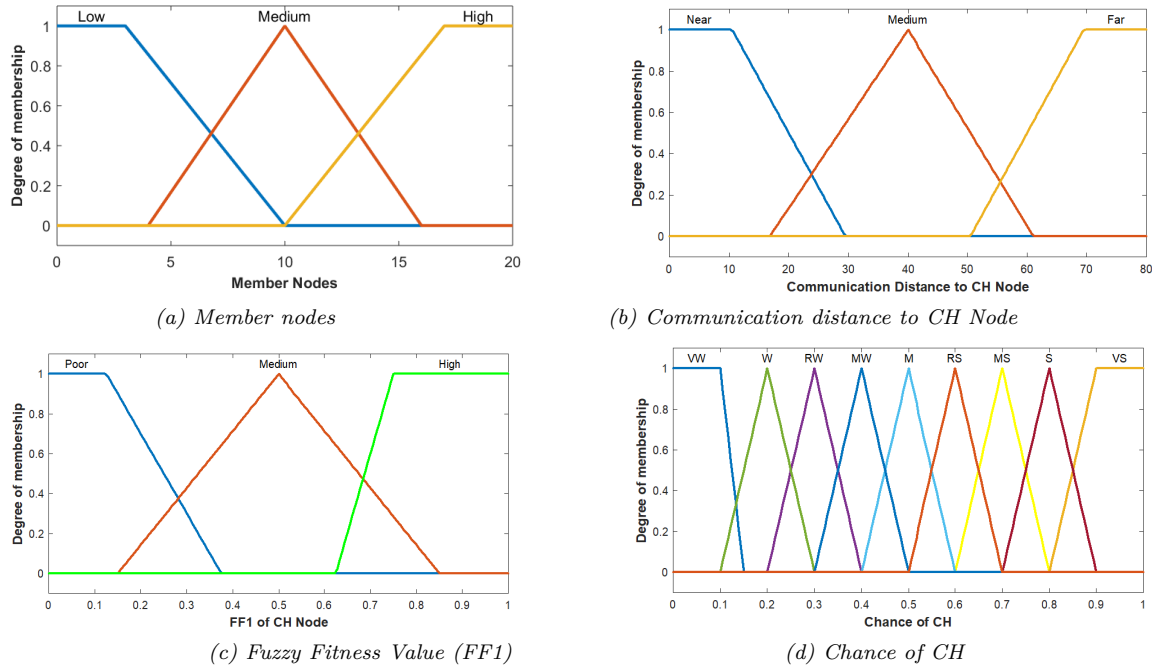 Low Medium High
Degree of membership
1
0.8
0.6
0.4
0.2
0
0 5 10 15 20
Member Nodes
(a) Member nodes
Near Medium Far
Degree of membership
1
0.8
0.6
0.4
0.2
0
0 10 20 30 40 50 60 70 80
Communication Distance to CH Node
(b) Communication distance to CH Node
Poor Medium High
Degree of membership
1
0.8
0.6
0.4
0.2
0
0 0.1 0.2 0.3 0.4 0.5 0.6 0.7 0.8 0.9 1
FF1 of CH Node
(c) Fuzzy Fitness Value (FF1)
VW W RW MW M RS MS S VS
Degree of membership
1
0.8
0.6
0.4
0.2
0
0 0.1 0.2 0.3 0.4 0.5 0.6 0.7 0.8 0.9 1
Chance of CH
(d) Chance of CH